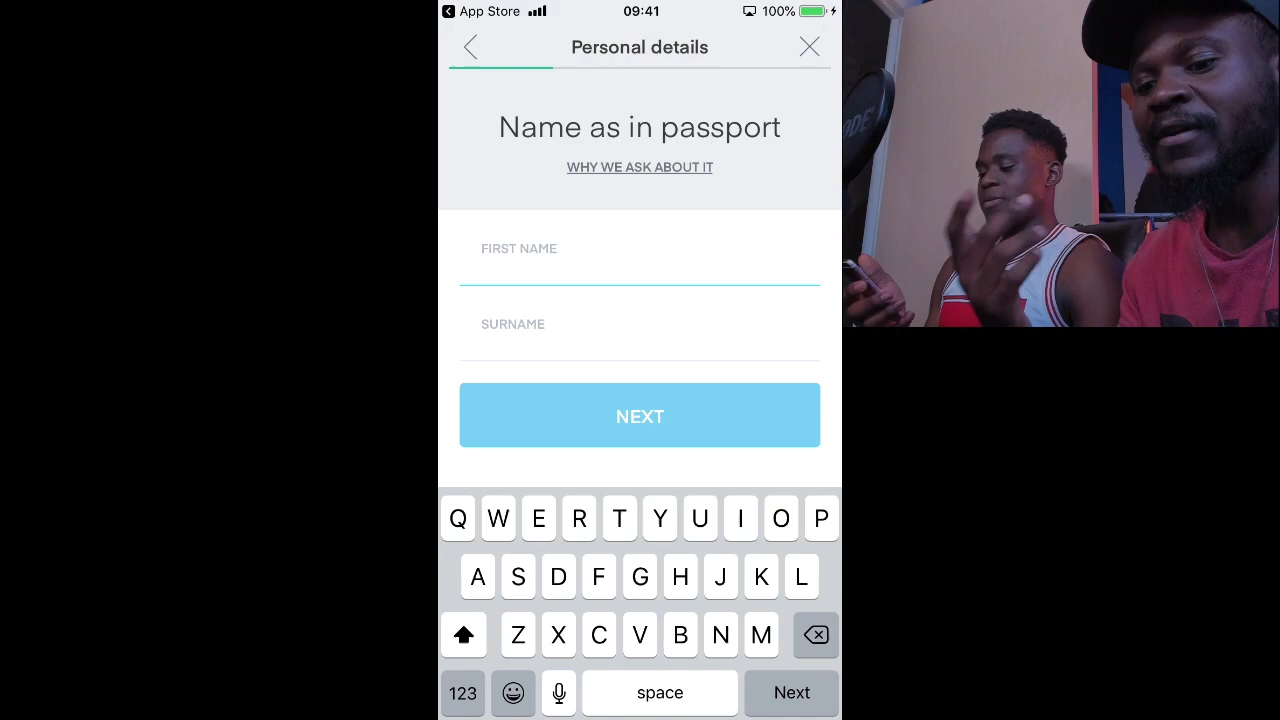 App Store 09:41 100%
Personal details
Name as in passport
WHY WE ASK ABOUT IT
FIRST NAME
SURNAME
NEXT
Q W E R T Y U I O P
A S D F G H J K L
Z X C V B N M
123 space Next